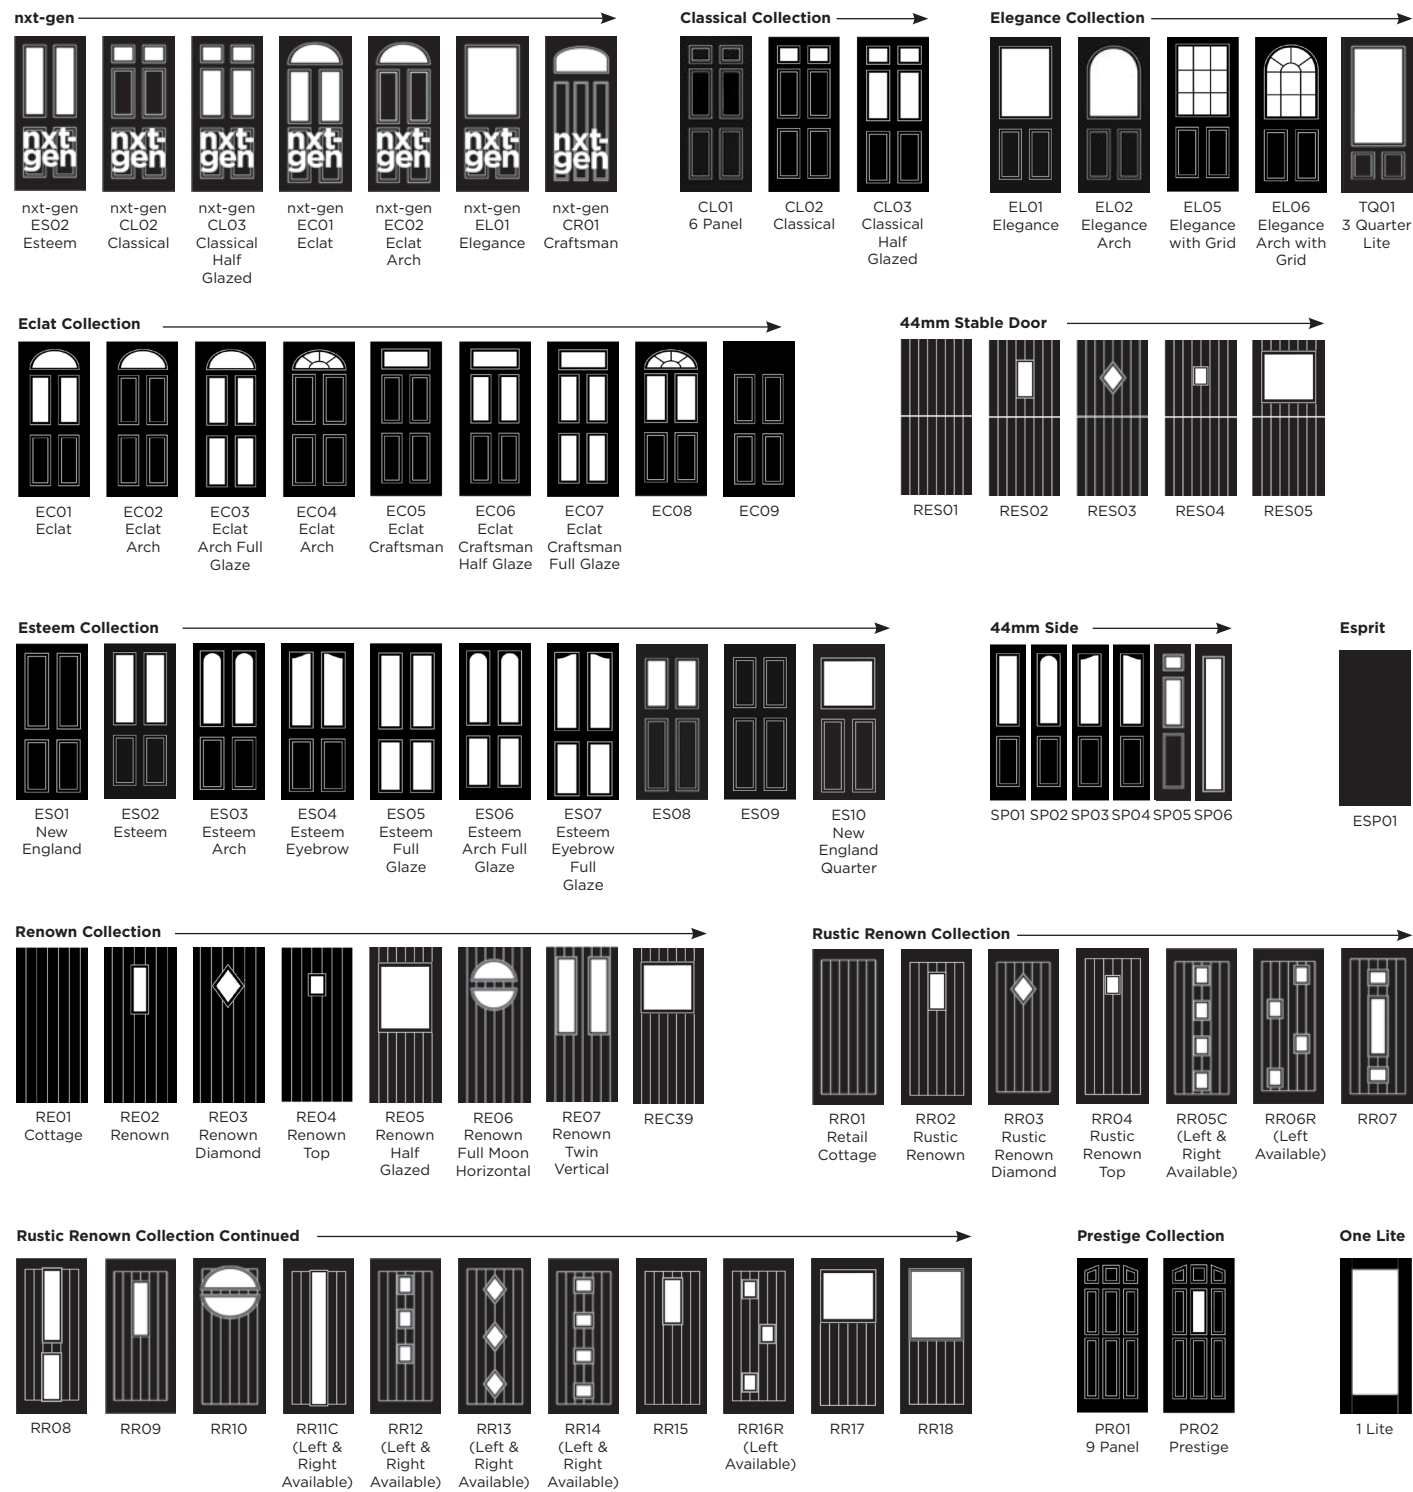 nxt-gen
Classical Collection
Elegance Collection
nxt-
gen
nxt-
gen
nxt-
gen
nxt-
gen
nxt-
gen
nxt-
gen
nxt-
gen
nxt-gen
ES02
Esteem
nxt-gen
CL02
Classical
nxt-gen
CL03
Classical
Half
Glazed
nxt-gen
EC01
Eclat
nxt-gen
EC02
Eclat
Arch
nxt-gen
EL01
Elegance
nxt-gen
CR01
Craftsman
CL01
6 Panel
CL02
Classical
CL03
Classical
Half
Glazed
EL01
Elegance
EL02
Elegance
Arch
EL05
Elegance
with Grid
EL06
Elegance
Arch with
Grid
TQ01
3 Quarter
Lite
Eclat Collection
44mm Stable Door
EC01
Eclat
EC02
Eclat
Arch
EC03
Eclat
Arch Full
Glaze
EC04
Eclat
Arch
EC05
Eclat
Craftsman
EC06
Eclat
Craftsman
Half Glaze
EC07
Eclat
Craftsman
Full Glaze
EC08
EC09
RES01
RES02
RES03
RES04
RES05
Esteem Collection
44mm Side
Esprit
ES01
New
England
ES02
Esteem
ES03
Esteem
Arch
ES04
Esteem
Eyebrow
ES05
Esteem
Full
Glaze
ES06
Esteem
Arch Full
Glaze
ES07
Esteem
Eyebrow
Full
Glaze
ES08
ES09
ES10
New
England
Quarter
SP01 SP02 SP03 SP04 SP05 SP06
ESP01
Renown Collection
Rustic Renown Collection
RE01
Cottage
RE02
Renown
RE03
Renown
Diamond
RE04
Renown
Top
RE05
Renown
Half
Glazed
RE06
Renown
Full Moon
Horizontal
RE07
Renown
Twin
Vertical
REC39
RR01
Retail
Cottage
RR02
Rustic
Renown
RR03
Rustic
Renown
Diamond
RR04
Rustic
Renown
Top
RR05C
(Left &
Right
Available)
RR06R
(Left
Available)
RR07
Rustic Renown Collection Continued
Prestige Collection
One Lite
RR08
RR09
RR10
RR11C
(Left &
Right
Available)
RR12
(Left &
Right
Available)
RR13
(Left &
Right
Available)
RR14
(Left &
Right
Available)
RR15
RR16R
(Left
Available)
RR17
RR18
PR01
9 Panel
PR02
Prestige
1 Lite